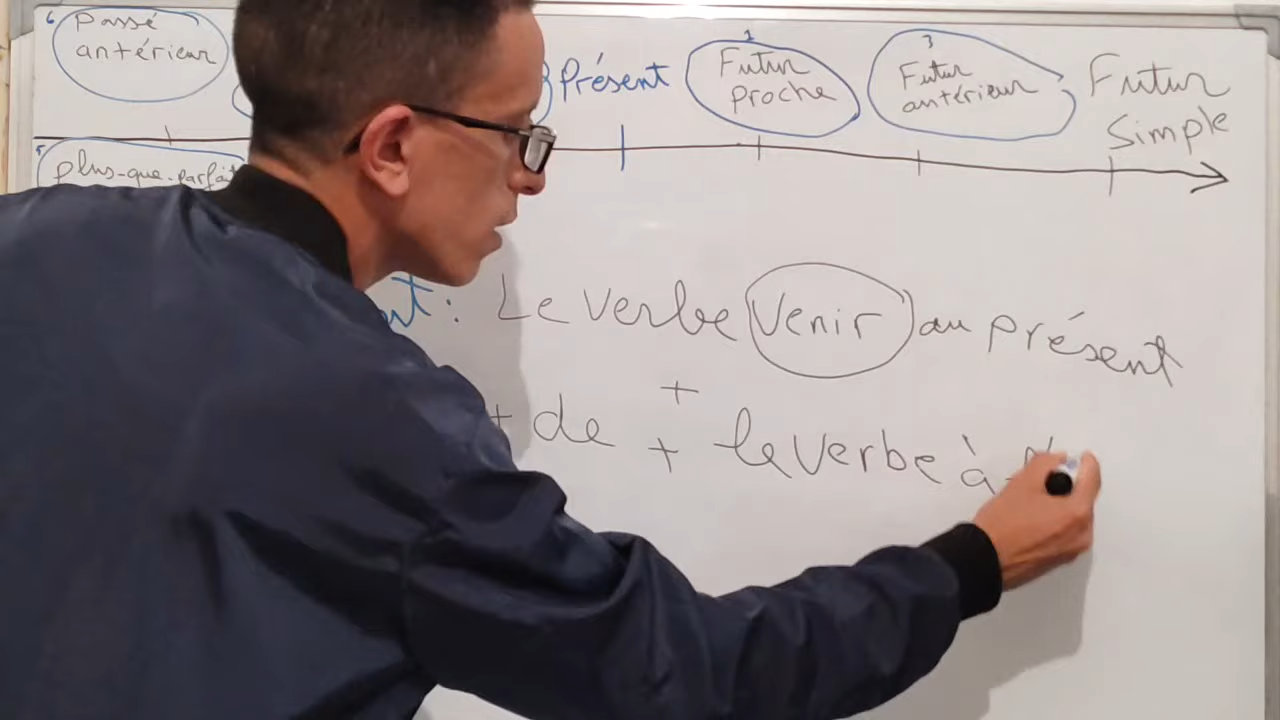 6
passé
antérieur
Présent
1
Futur
proche
3
Futur
antérieur
Futur
Simple
5
plus-que-parfait
: Le verbe venir au présent
+
+ de + le verbe à